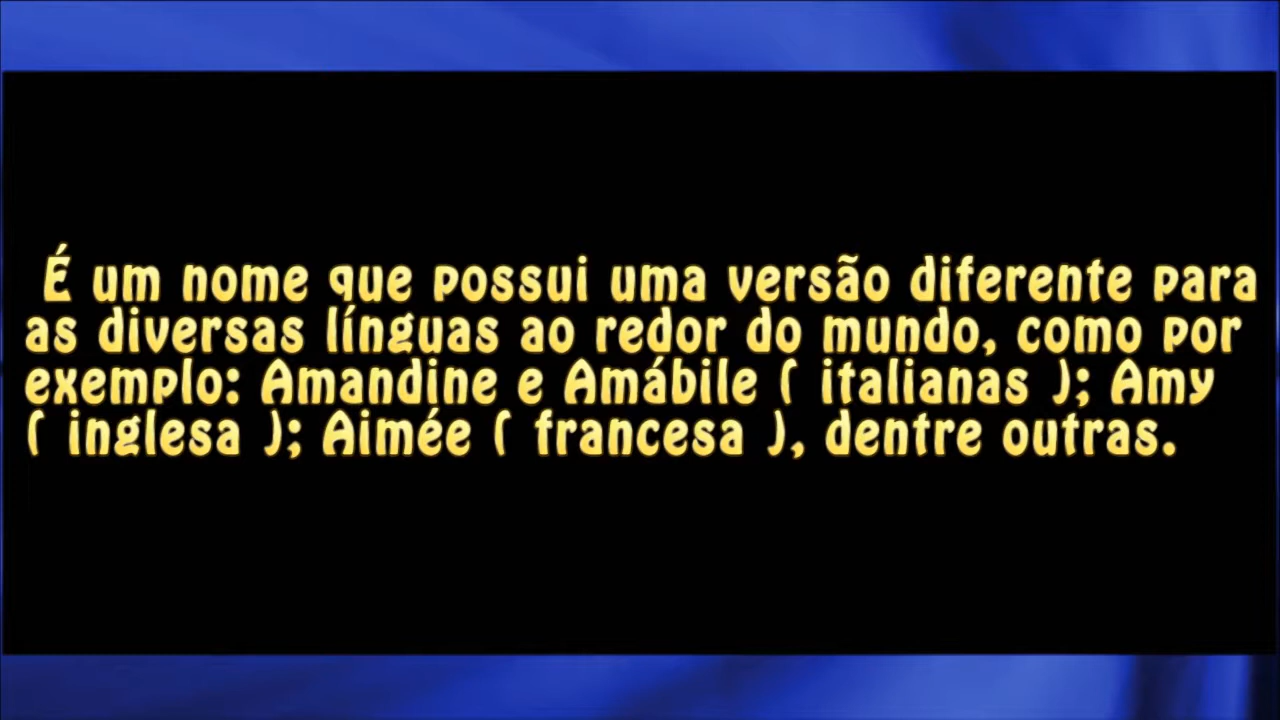 É um nome que possui uma versão diferente para
as diversas línguas ao redor do mundo, como por
exemplo: Amandine e Amábile ( italianas ); Amy
( inglesa ); Aimée ( francesa ), dentre outras.